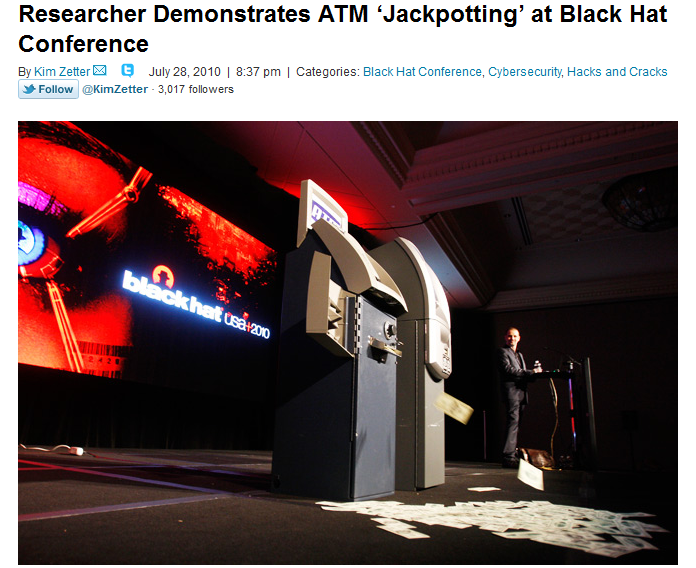 Researcher Demonstrates ATM ‘Jackpotting’ at Black Hat
Conference
By Kim Zetter July 28, 2010 | 8:37 pm | Categories: Black Hat Conference, Cybersecurity, Hacks and Cracks
Follow @KimZetter · 3,017 followers
black hat USA+2010
ATM